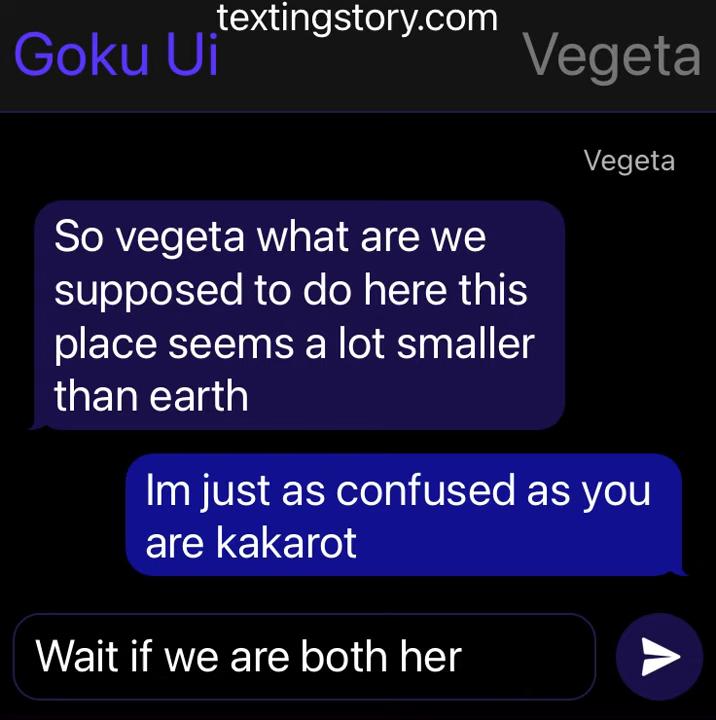 textingstory.com
Goku Ui
Vegeta
Vegeta
So vegeta what are we
supposed to do here this
place seems a lot smaller
than earth
Im just as confused as you
are kakarot
Wait if we are both her